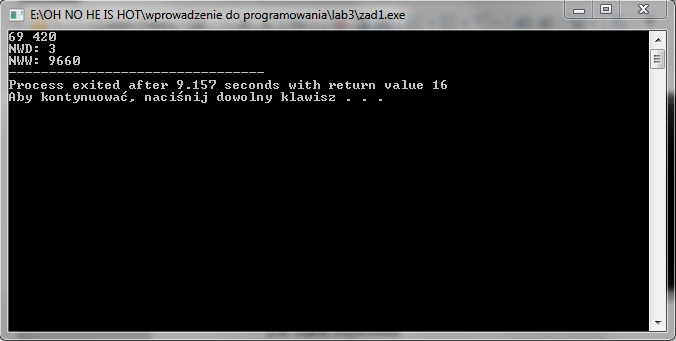 E:\OH NO HE IS HOT\wprowadzenie do programowania\lab3\zad1.exe
69 420
NWD: 3
NWW: 9660
--------------------------------
Process exited after 9.157 seconds with return value 16
Aby kontynuować, naciśnij dowolny klawisz . . .